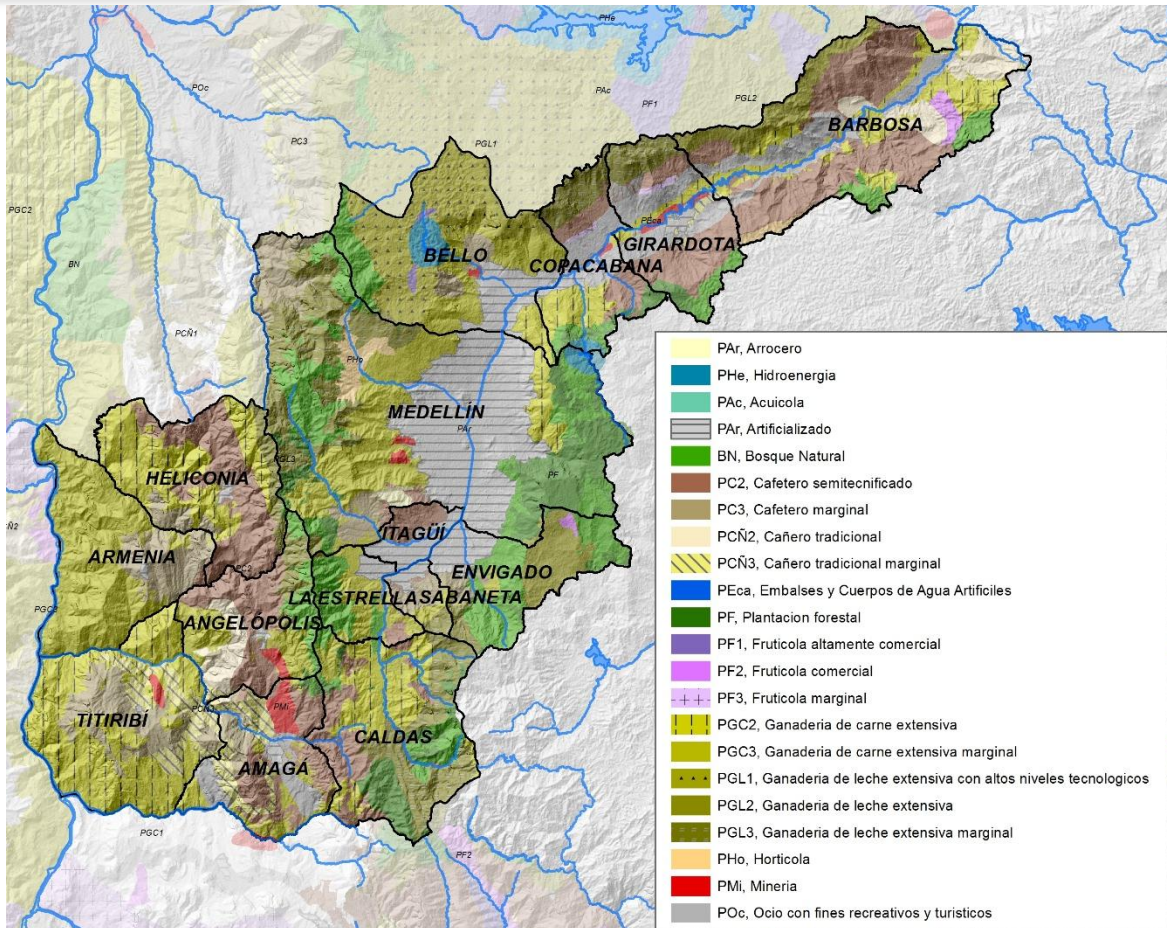 PHe
POc
PAc
PF1
PGL2
PC3
PGL1
BARBOSA
PGC2
BN
PEca
GIRARDOTA
BELLO
COPACABANA
PCÑ1
PHo
MEDELLÍN
PAr
HELICONIA
PGL3
PF
ITAGÜÍ
ARMENIA
ENVIGADO
LA ESTRELLA
SABANETA
ANGELÓPOLIS
TITIRIBÍ
PMi
CALDAS
AMAGÁ
PGC1
PF2
PAr, Arrocero
PHe, Hidroenergia
PAc, Acuicola
PAr, Artificializado
BN, Bosque Natural
PC2, Cafetero semitecnificado
PC3, Cafetero marginal
PCÑ2, Cañero tradicional
PCÑ3, Cañero tradicional marginal
PEca, Embalses y Cuerpos de Agua Artificiles
PF, Plantacion forestal
PF1, Fruticola altamente comercial
PF2, Fruticola comercial
PF3, Fruticola marginal
PGC2, Ganaderia de carne extensiva
PGC3, Ganaderia de carne extensiva marginal
PGL1, Ganaderia de leche extensiva con altos niveles tecnologicos
PGL2, Ganaderia de leche extensiva
PGL3, Ganaderia de leche extensiva marginal
PHo, Horticola
PMi, Mineria
POc, Ocio con fines recreativos y turisticos